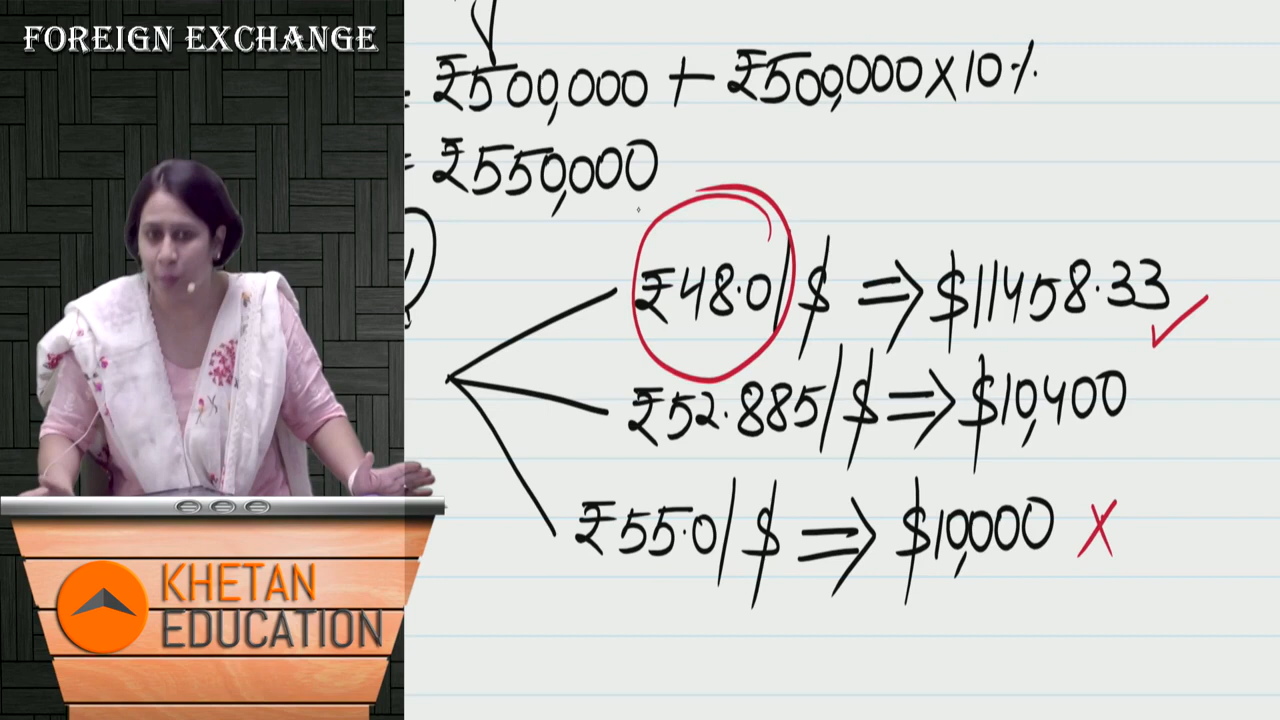 FOREIGN EXCHANGE
= ₹500,000 + ₹500,000 × 10%
= ₹550,000
₹48.0/$ ⇒ $11458.33 ✓
₹52.885/$ ⇒ $10,400
₹55.0/$ ⇒ $10,000 ✗
KHETAN
EDUCATION